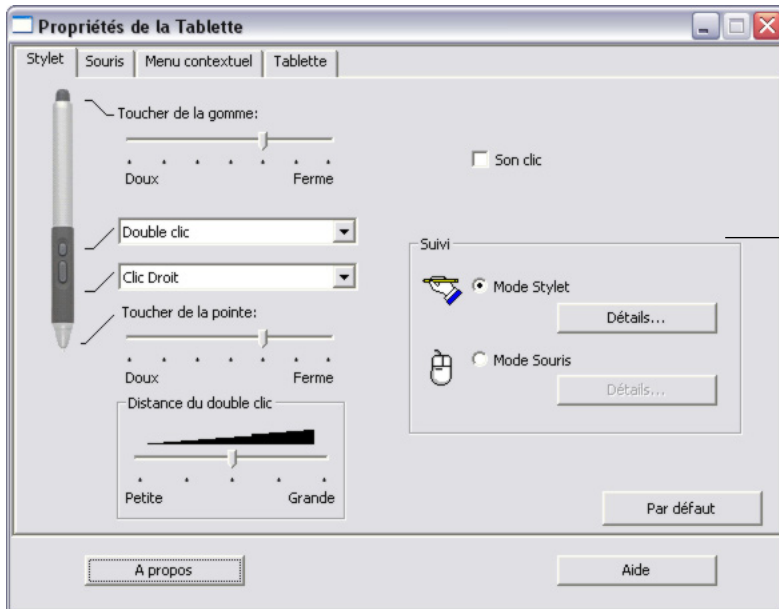 Propriétés de la Tablette
Stylet Souris Menu contextuel Tablette
Toucher de la gomme:
Doux Ferme
Son clic
Double clic
Clic Droit
Toucher de la pointe:
Doux Ferme
Distance du double clic
Petite Grande
Suivi
Mode Stylet
Détails...
Mode Souris
Détails...
Par défaut
A propos Aide